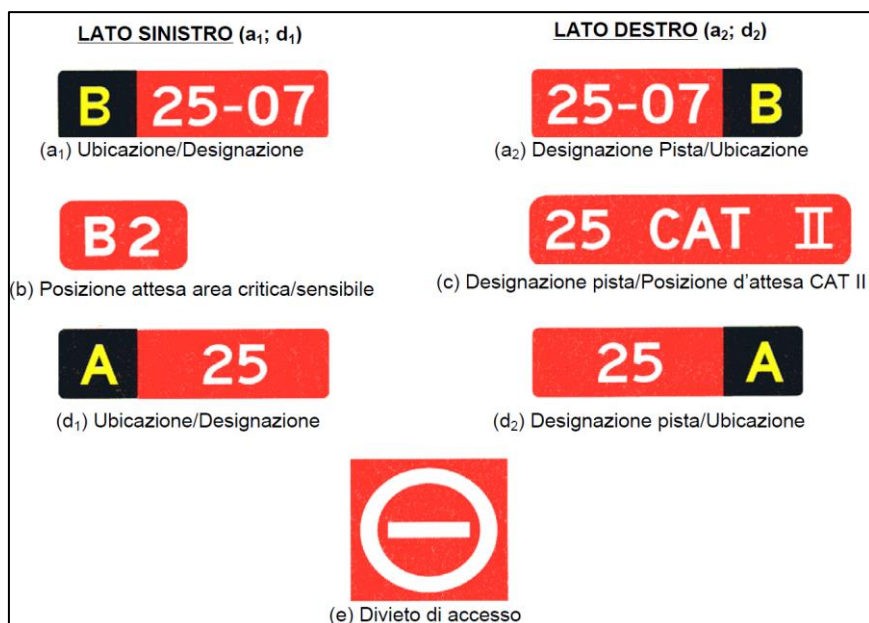 LATO SINISTRO (a1; d1)
LATO DESTRO (a2; d2)
B 25-07
25-07 B
(a1) Ubicazione/Designazione
(a2) Designazione Pista/Ubicazione
B2
25 CAT II
(b) Posizione attesa area critica/sensibile
(c) Designazione pista/Posizione d'attesa CAT II
A 25
25 A
(d1) Ubicazione/Designazione
(d2) Designazione pista/Ubicazione
(e) Divieto di accesso